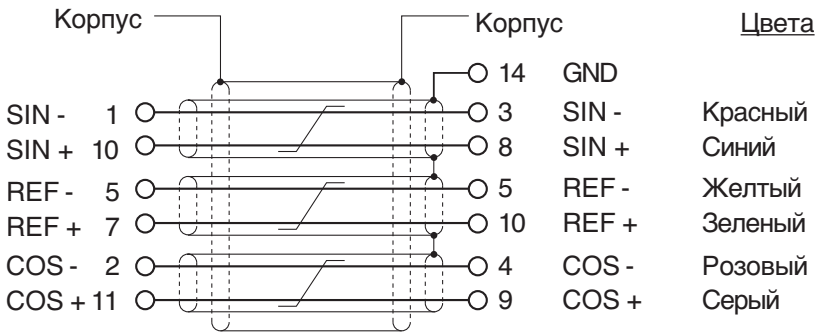 Корпус Корпус Цвета
14 GND
SIN - 1 3 SIN - Красный
SIN + 10 8 SIN + Синий
REF - 5 5 REF - Желтый
REF + 7 10 REF + Зеленый
COS - 2 4 COS - Розовый
COS + 11 9 COS + Серый